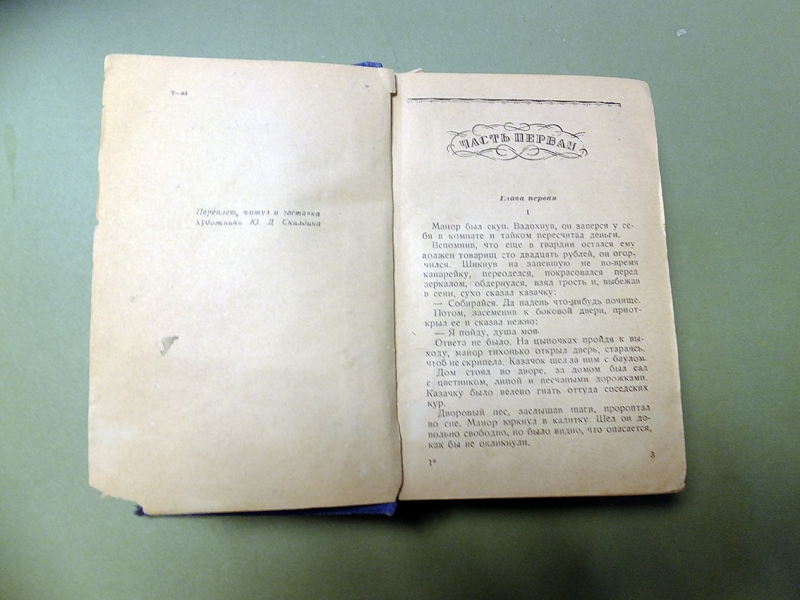 Т—03
Переплет, титул и заставка
художника Ю. Д. Скалдина
ЧАСТЬ ПЕРВАЯ
Глава первая
1
Майор был скуп. Вздохнув, он заперся у се-
бя в комнате и тайком пересчитал деньги.
Вспомнив, что еще в гвардии остался ему
должен товарищ сто двадцать рублей, он огор-
чился. Шикнув на запевшую не во-время
канарейку, переоделся, покрасовался перед
зеркалом, обдернулся, взял трость и, выбежав
в сени, сухо сказал казачку:
— Собирайся. Да надень что-нибудь почище.
Потом, засеменив к боковой двери, приот-
крыл ее и сказал нежно:
— Я пойду, душа моя.
Ответа не было. На цыпочках пройдя к вы-
ходу, майор тихонько открыл дверь, стараясь,
чтоб не скрипела. Казачок шел за ним с баулом.
Дом стоял во дворе, за домом был сад
с цветником, липой и песчаными дорожками.
Казачку было велено гнать оттуда соседских
кур.
Дворовый пес, заслышав шаги, проропtал
во сне. Майор юркнул в калитку. Шел он до-
вольно свободно, но было видно, что опасается,
как бы не окликнули.
1*
3